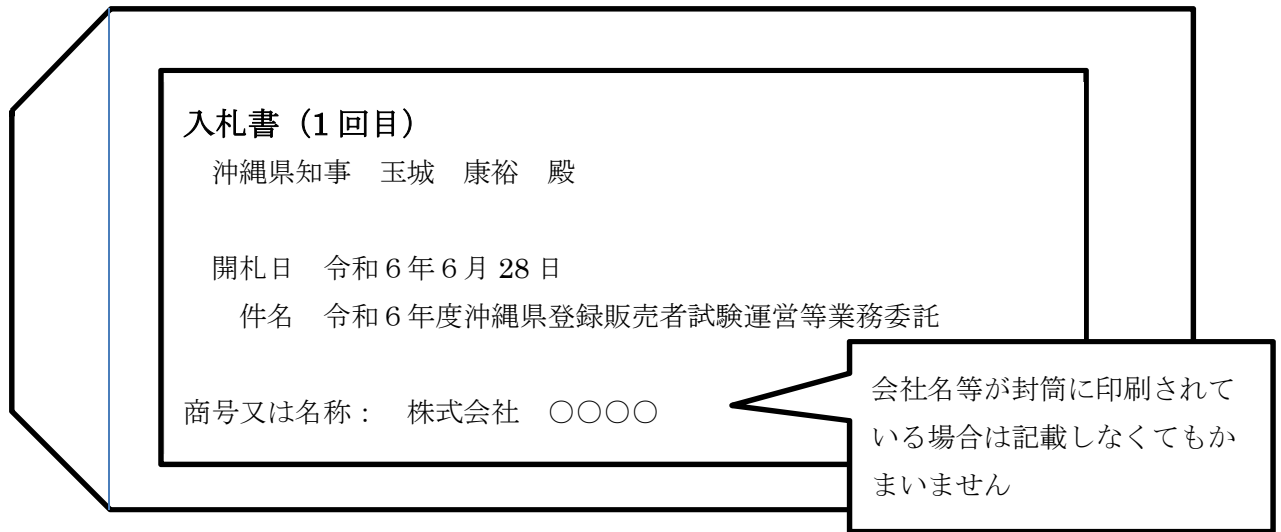 入札書（1回目）
沖縄県知事　玉城　康裕　殿
開札日　令和６年６月 28 日
件名　令和６年度沖縄県登録販売者試験運営等業務委託
商号又は名称：　株式会社　○○○○
会社名等が封筒に印刷されて
いる場合は記載しなくてもか
まいません